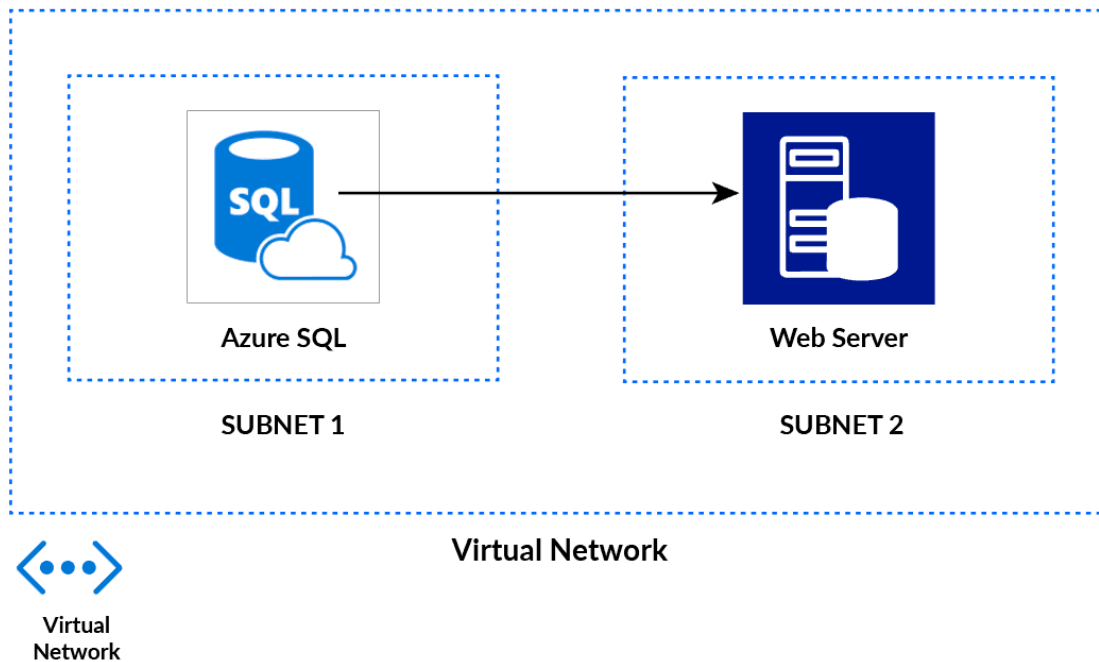 SQL
Azure SQL
Web Server
SUBNET 1
SUBNET 2
Virtual Network
Virtual
Network